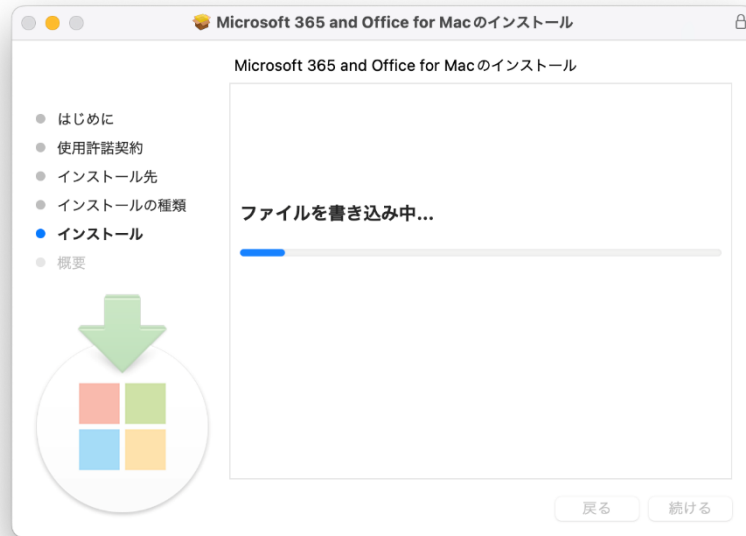 Microsoft 365 and Office for Macのインストール
Microsoft 365 and Office for Macのインストール
はじめに
使用許諾契約
インストール先
インストールの種類
インストール
概要
ファイルを書き込み中...
戻る
続ける